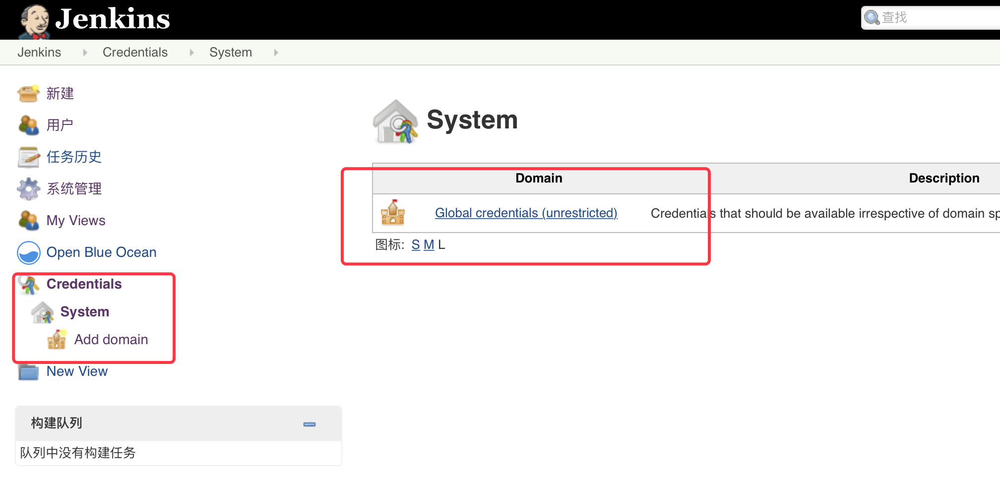 Jenkins
查找
Jenkins Credentials System
新建
用户
任务历史
系统管理
My Views
Open Blue Ocean
Credentials
System
Add domain
New View
构建队列
队列中没有构建任务
System
Domain Description
Global credentials (unrestricted) Credentials that should be available irrespective of domain sp
图标: S M L